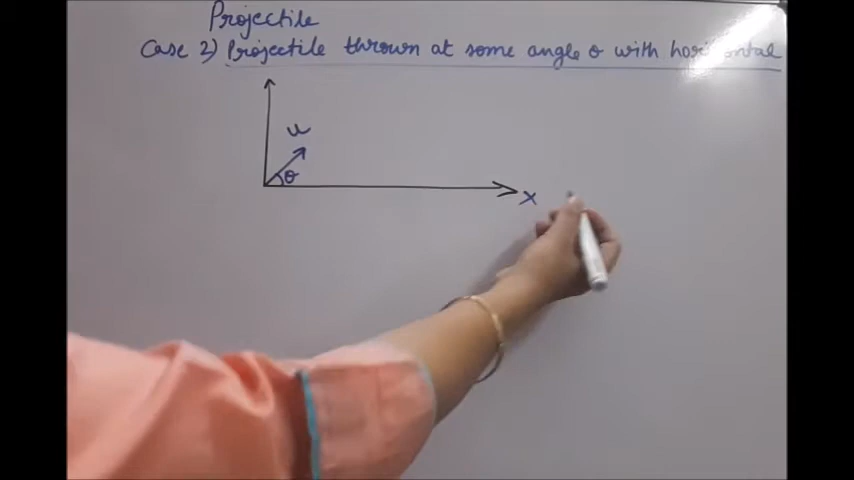 Projectile
Case 2) Projectile thrown at some angle θ with horizontal
u
θ
x